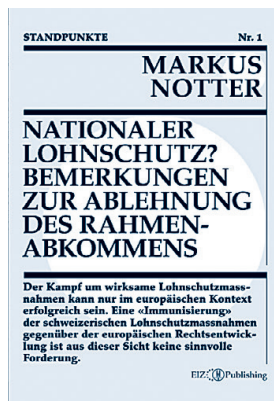 STANDPUNKTE Nr. 1
MARKUS
NOTTER
NATIONALER
LOHNSCHUTZ?
BEMERKUNGEN
ZUR ABLEHNUNG
DES RAHMEN-
ABKOMMENS
Der Kampf um wirksame Lohnschutzmass-
nahmen kann nur im europäischen Kontext
erfolgreich sein. Eine «Immunisierung»
der schweizerischen Lohnschutzmassnahmen
gegenüber der europäischen Rechtsentwick-
lung ist aus dieser Sicht keine sinnvolle
Forderung.
EIZ Publishing